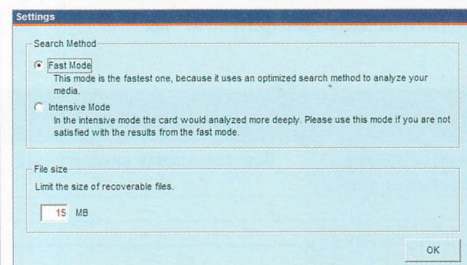 Settings
Search Method
Fast Mode
This mode is the fastest one, because it uses an optimized search method to analyze your
media.
Intensive Mode
In the intensive mode the card would analyzed more deeply. Please use this mode if you are not
satisfied with the results from the fast mode.
File size
Limit the size of recoverable files.
15 MB
OK